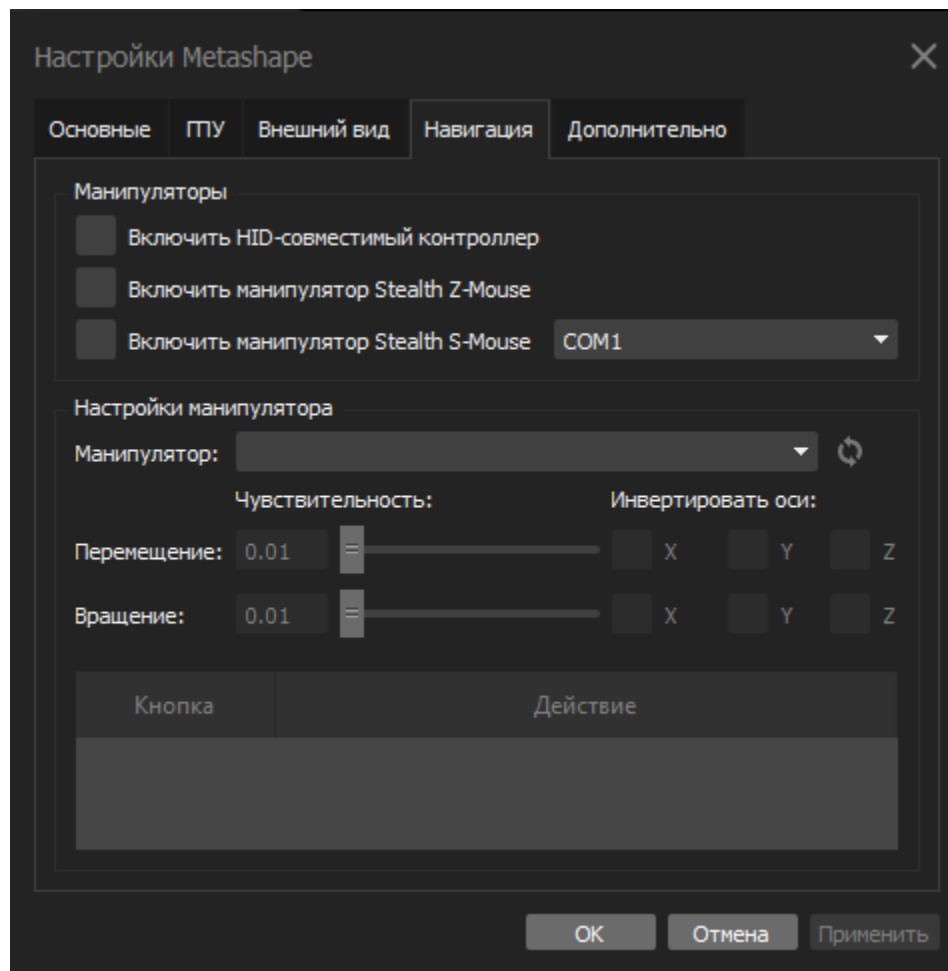 Настройки Metashape
Основные ГПУ Внешний вид Навигация Дополнительно
Манипуляторы
Включить HID-совместимый контроллер
Включить манипулятор Stealth Z-Mouse
Включить манипулятор Stealth S-Mouse COM1
Настройки манипулятора
Манипулятор:
Чувствительность: Инвертировать оси:
Перемещение: 0.01 X Y Z
Вращение: 0.01 X Y Z
Кнопка Действие
OK Отмена Применить